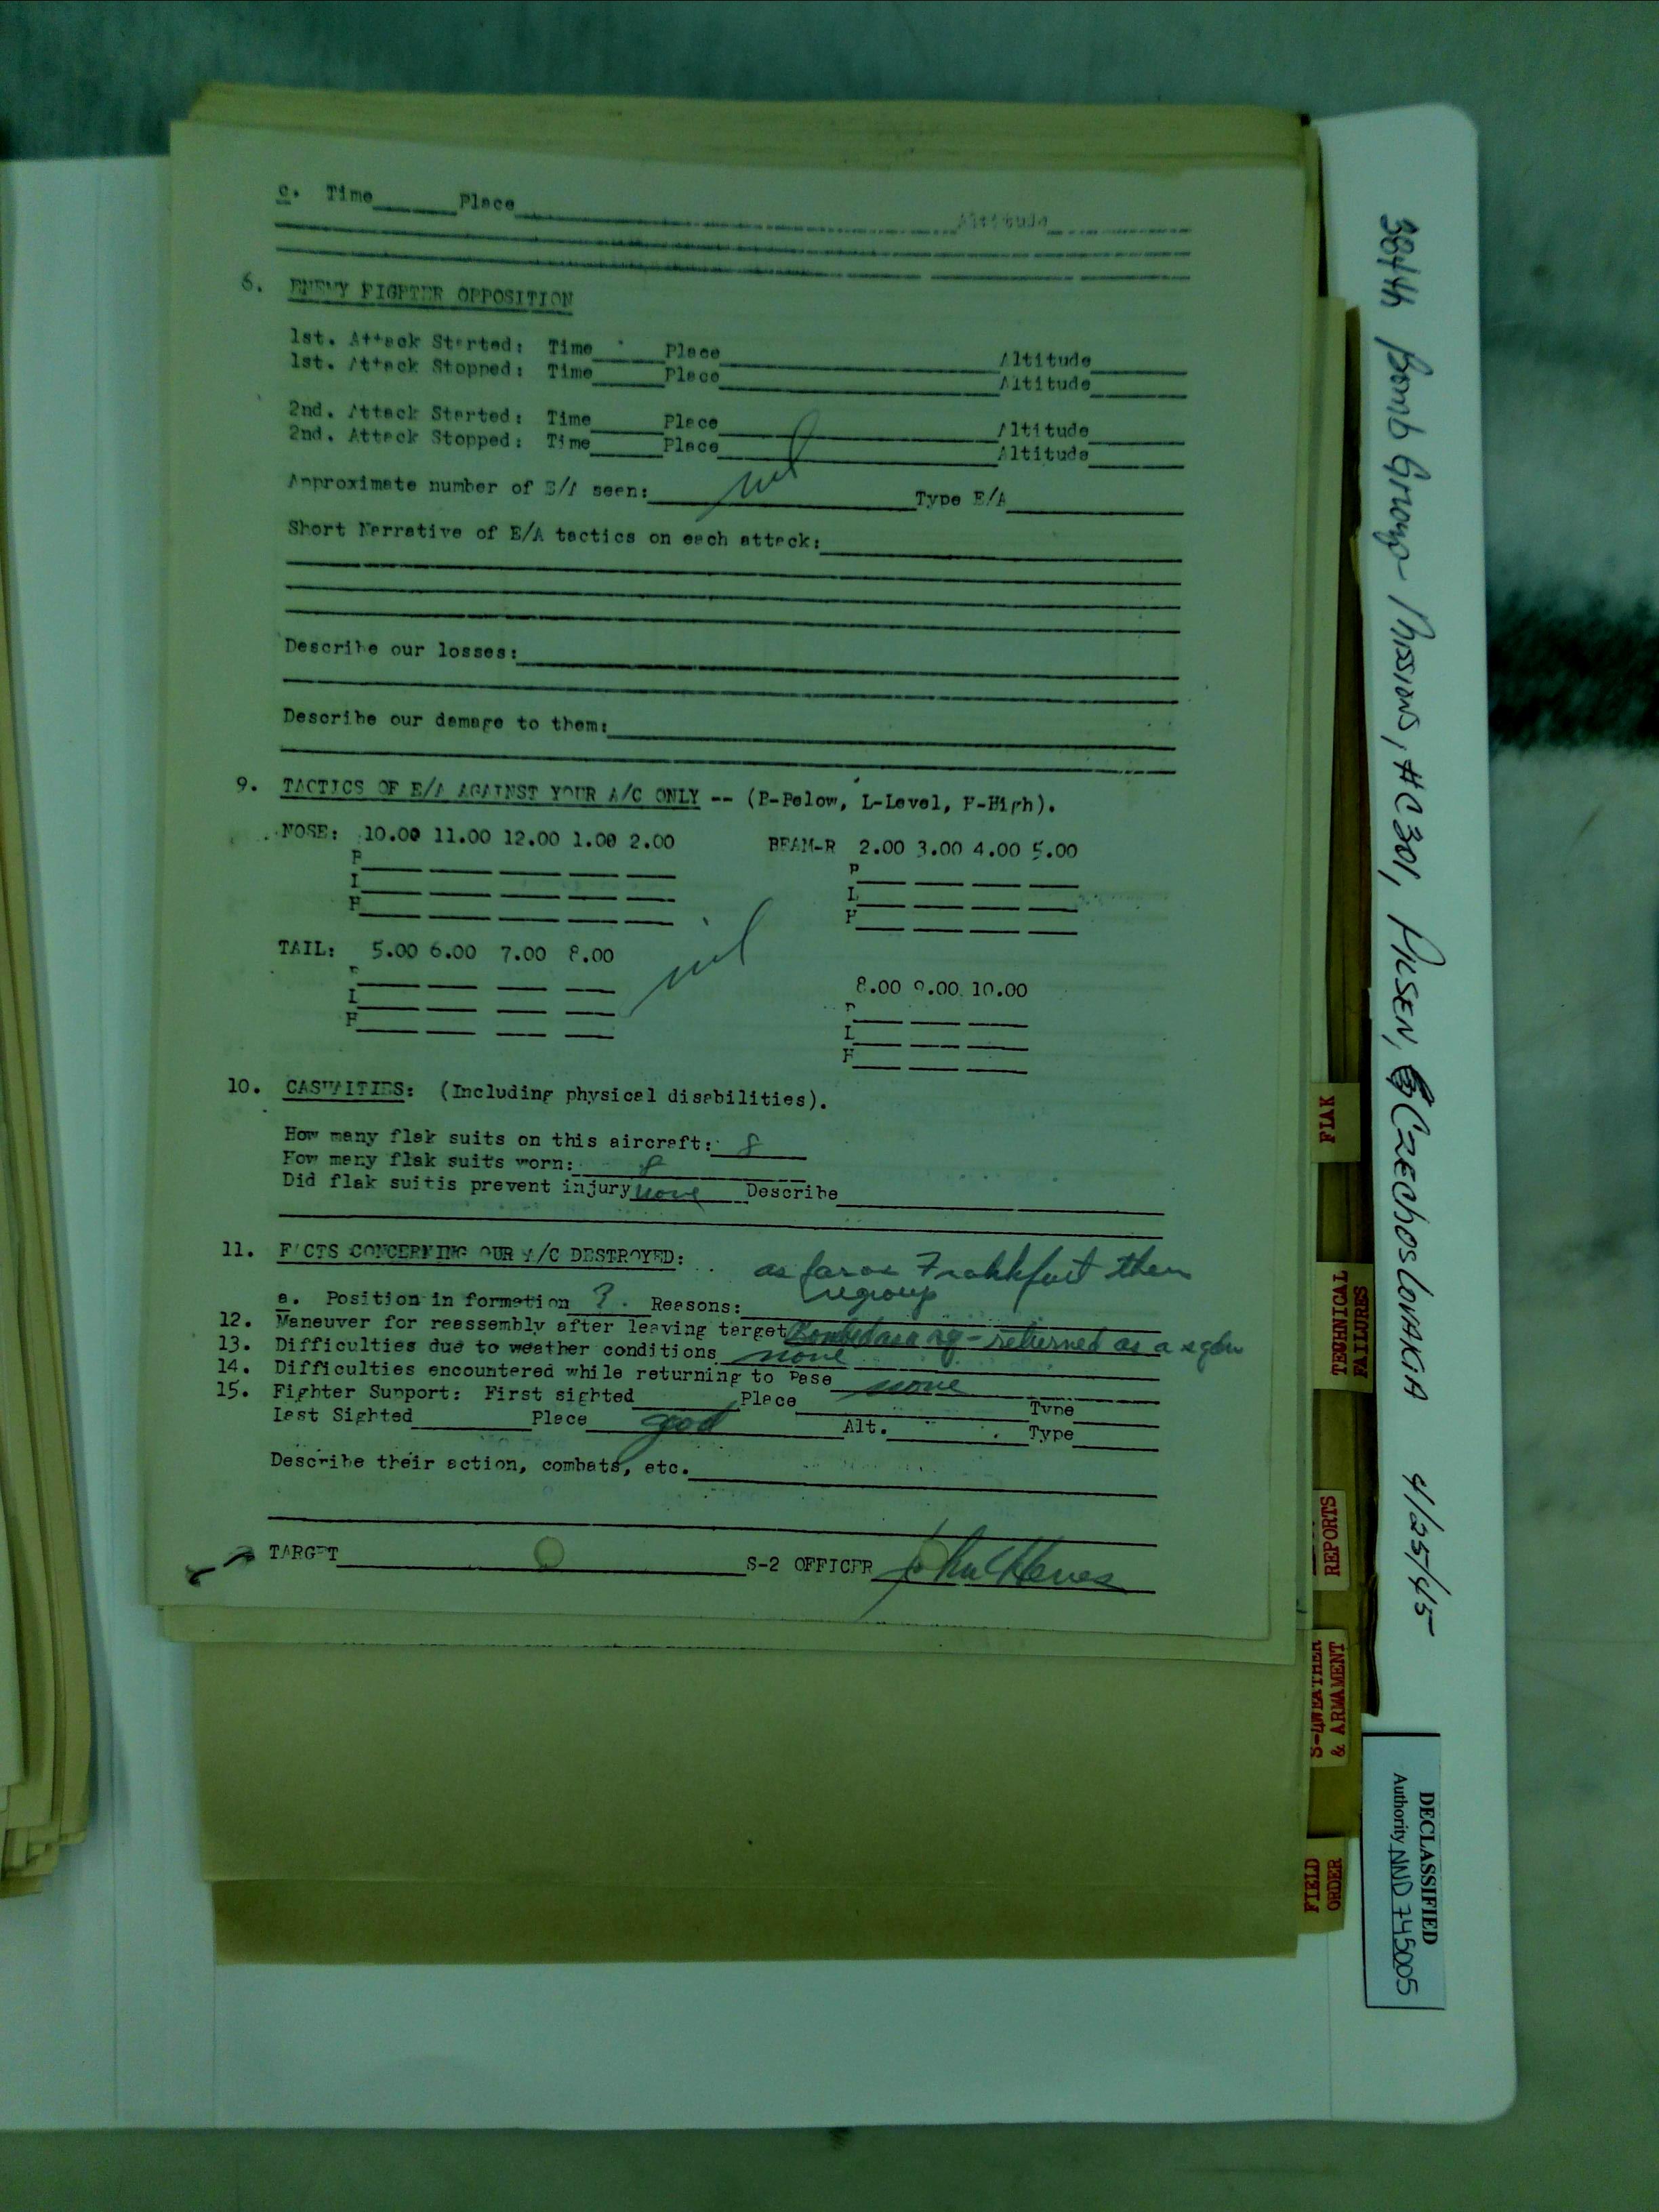 c. Time Place Altitude
6. ENEMY FIGHTER OPPOSITION
1st. Attack Started: Time Place Altitude
1st. Attack Stopped: Time Place Altitude
2nd. Attack Started: Time Place Altitude
2nd. Attack Stopped: Time Place Altitude
nil
Approximate number of E/A seen: Type E/A
Short Narrative of E/A tactics on each attack:
Describe our losses:
Describe our damage to them:
9. TACTICS OF E/A AGAINST YOUR A/C ONLY -- (B-Below, L-Level, H-High).
NOSE: 10.00 11.00 12.00 1.00 2.00 BEAM-R 2.00 3.00 4.00 5.00
B B
L L
H H
nil
TAIL: 5.00 6.00 7.00 8.00
8.00 9.00 10.00
B B
L L
H H
10. CASUALTIES: (Including physical disabilities).
How many flak suits on this aircraft: 8
How many flak suits worn: 8
Did flak suitis prevent injury none Describe
11. FACTS CONCERNING OUR A/C DESTROYED:
as far as Frankfurt then
regroup
a. Position in formation ? Reasons:
12. Maneuver for reassembly after leaving target Bombed as a - returned as a
13. Difficulties due to weather conditions none
14. Difficulties encountered while returning to Base none
15. Fighter Support: First sighted Place Type
Last Sighted Place good Alt. Type
Describe their action, combats, etc.
TARGET S-2 OFFICER John
384th Bomb Group - Missions, #C 301, PILSEN, CZECHOSLOVAKIA 4/25/45
FLAK
TECHNICAL
FAILURES
REPORTS
S-4WEATHER
& ARMAMENT
FIELD
ORDER
DECLASSIFIED
Authority NND 745005